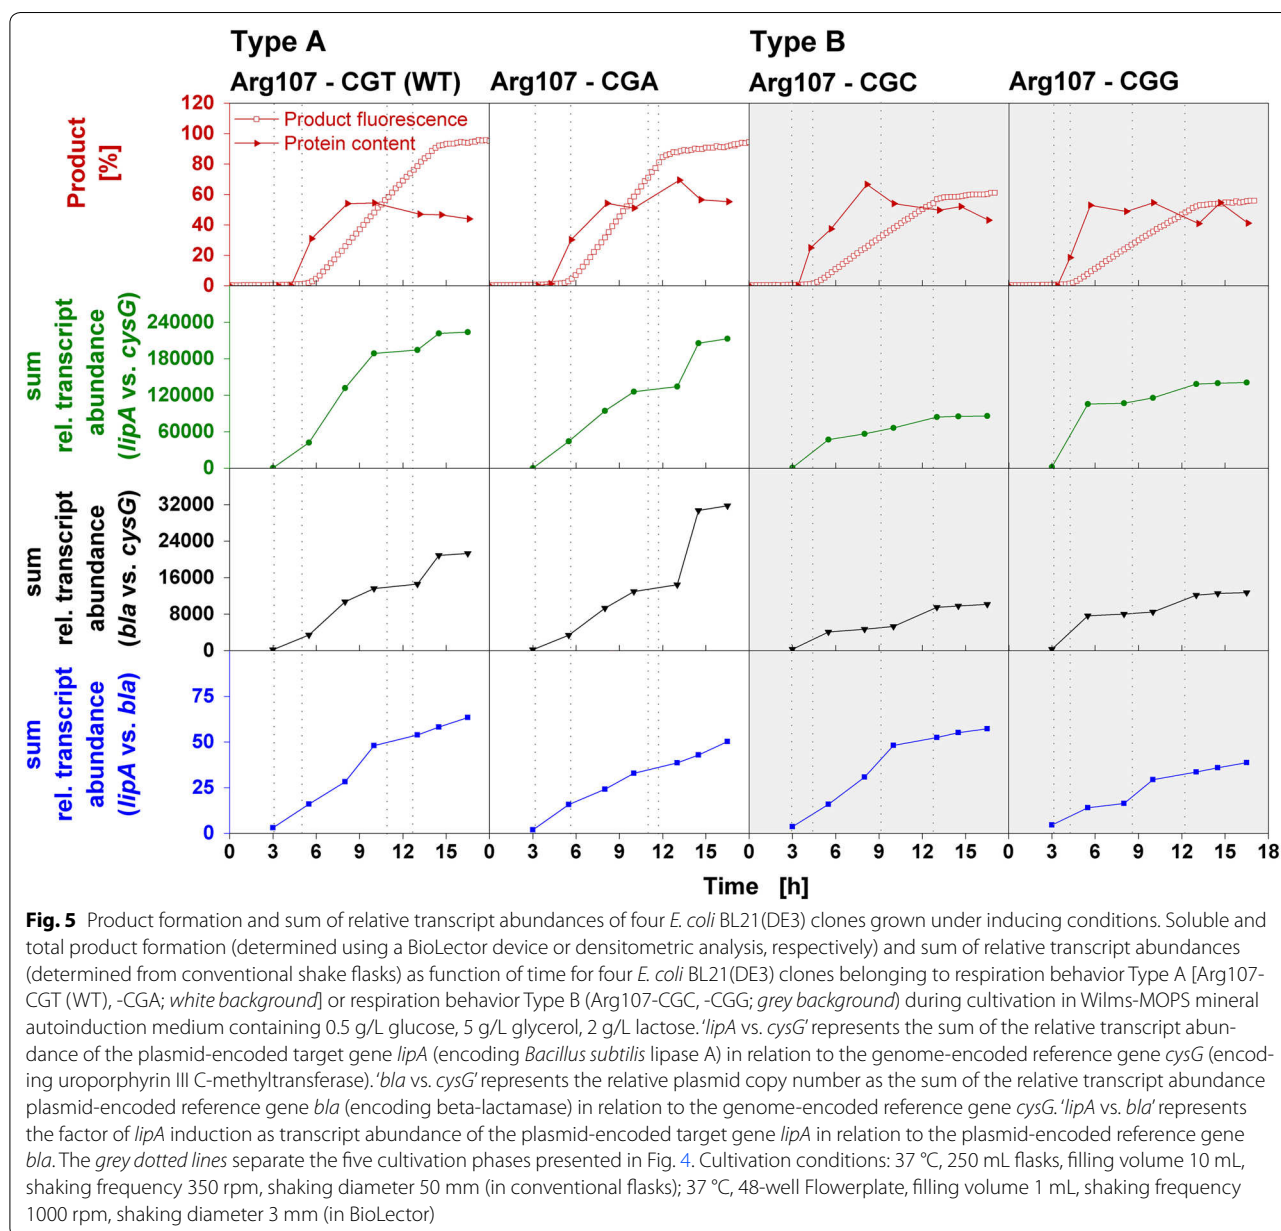 Type A
Type B
Arg107 - CGT (WT)
Arg107 - CGA
Arg107 - CGC
Arg107 - CGG
Product
[%]
120
100
80
60
40
20
0
Product fluorescence
Protein content
sum
rel. transcript
abundance
(lipA vs. cysG)
240000
180000
120000
60000
0
sum
rel. transcript
abundance
(bla vs. cysG)
32000
24000
16000
8000
0
sum
rel. transcript
abundance
(lipA vs. bla)
75
50
25
0
0 3 6 9 12 15 0 3 6 9 12 15 0 3 6 9 12 15 0 3 6 9 12 15 18
Time [h]
Fig. 5 Product formation and sum of relative transcript abundances of four E. coli BL21(DE3) clones grown under inducing conditions. Soluble and
total product formation (determined using a BioLector device or densitometric analysis, respectively) and sum of relative transcript abundances
(determined from conventional shake flasks) as function of time for four E. coli BL21(DE3) clones belonging to respiration behavior Type A [Arg107-
CGT (WT), -CGA; white background] or respiration behavior Type B (Arg107-CGC, -CGG; grey background) during cultivation in Wilms-MOPS mineral
autoinduction medium containing 0.5 g/L glucose, 5 g/L glycerol, 2 g/L lactose. ‘lipA vs. cysG’ represents the sum of the relative transcript abun-
dance of the plasmid-encoded target gene lipA (encoding Bacillus subtilis lipase A) in relation to the genome-encoded reference gene cysG (encod-
ing uroporphyrin III C-methyltransferase). ‘bla vs. cysG’ represents the relative plasmid copy number as the sum of the relative transcript abundance
plasmid-encoded reference gene bla (encoding beta-lactamase) in relation to the genome-encoded reference gene cysG. ‘lipA vs. bla’ represents
the factor of lipA induction as transcript abundance of the plasmid-encoded target gene lipA in relation to the plasmid-encoded reference gene
bla. The grey dotted lines separate the five cultivation phases presented in Fig. 4. Cultivation conditions: 37 °C, 250 mL flasks, filling volume 10 mL,
shaking frequency 350 rpm, shaking diameter 50 mm (in conventional flasks); 37 °C, 48-well Flowerplate, filling volume 1 mL, shaking frequency
1000 rpm, shaking diameter 3 mm (in BioLector)